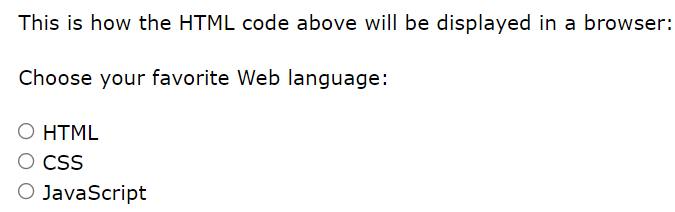 This is how the HTML code above will be displayed in a browser:
Choose your favorite Web language:
HTML
CSS
JavaScript